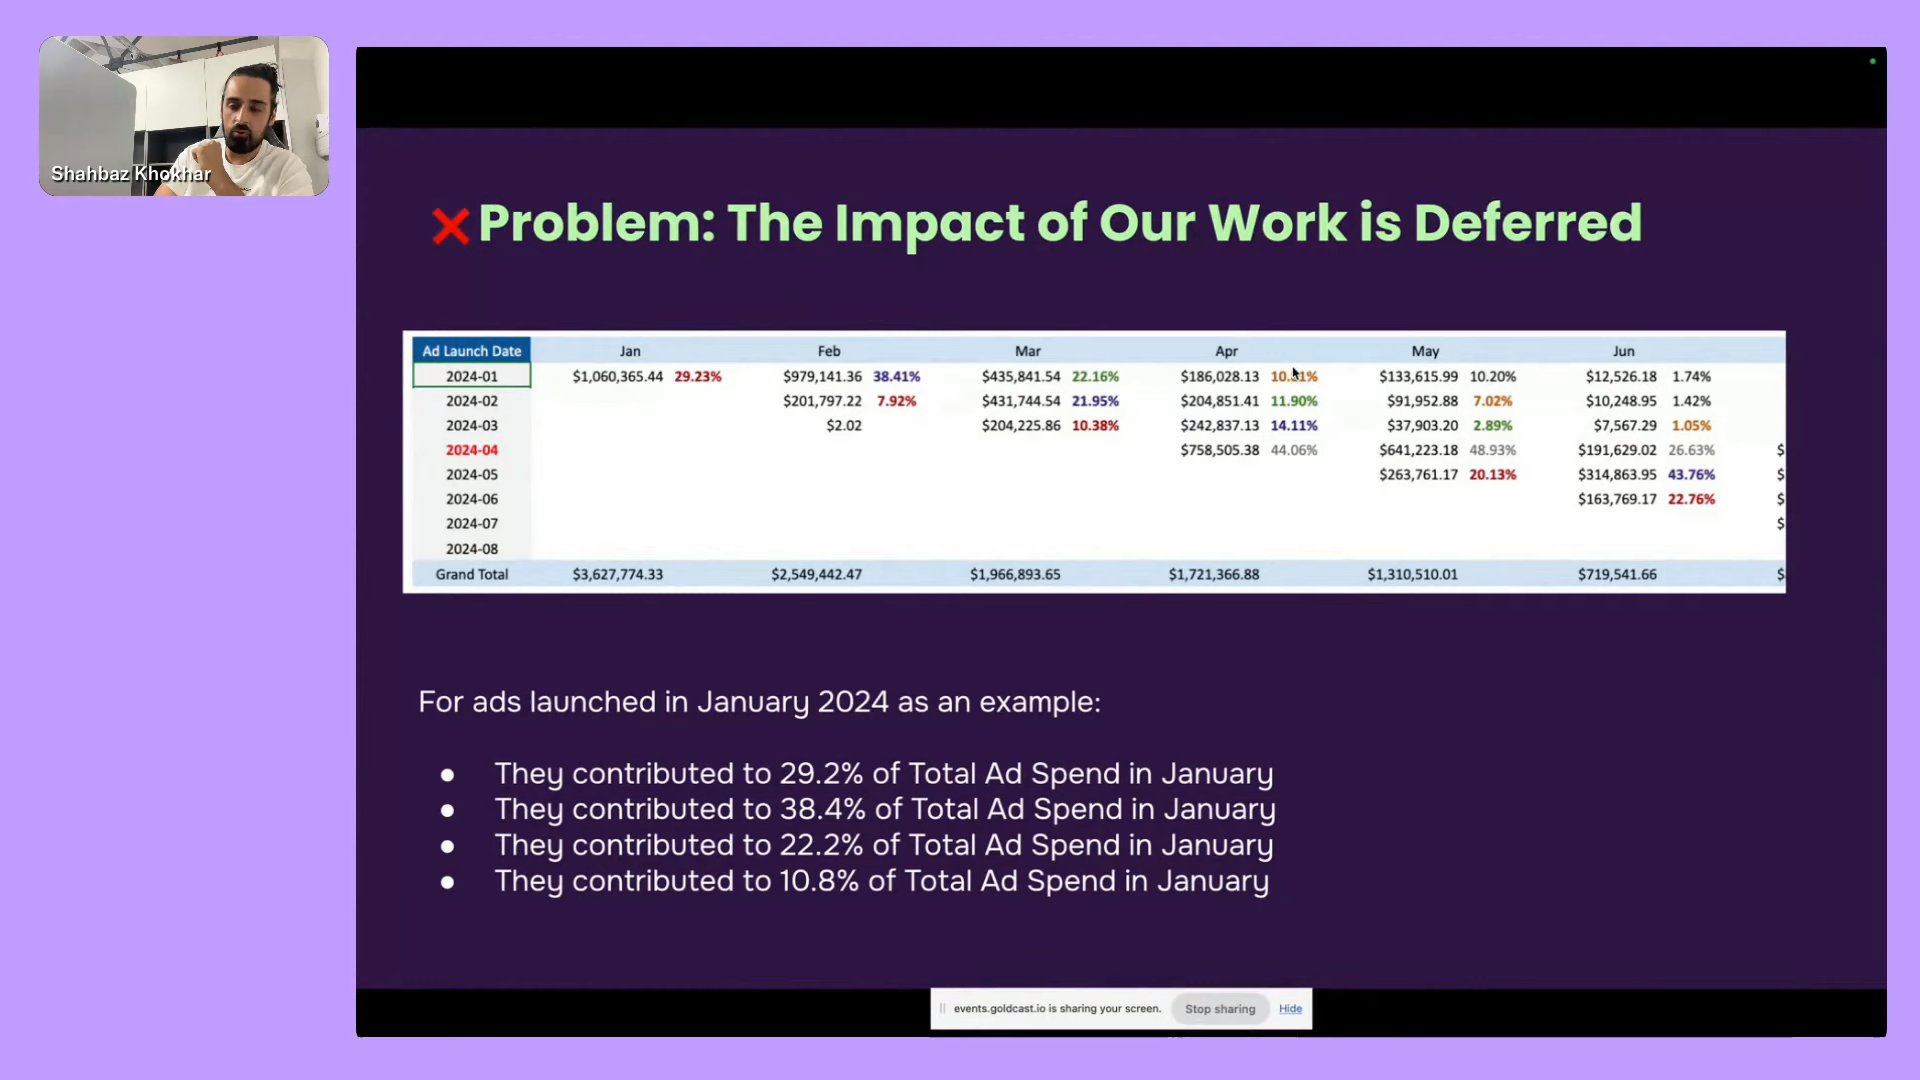 Shahbaz Khokhar
Problem: The Impact of Our Work is Deferred
Ad Launch Date Jan Feb Mar Apr May Jun
2024-01 $1,060,365.44 29.23% $979,141.36 38.41% $435,841.54 22.16% $186,028.13 $133,615.99 10.20% $12,526.18 1.74%
2024-02 $201,797.22 7.92% $431,744.54 21.95% $204,851.41 11.90% $91,952.88 7.02% $10,248.95 1.42%
2024-03 $2.02 $204,225.86 10.38% $242,837.13 14.11% $37,903.20 2.89% $7,567.29 1.05%
2024-04 $758,505.38 44.06% $641,223.18 48.93% $191,629.02 26.63% $
2024-05 $263,761.17 20.13% $314,863.95 43.76% $
2024-06 $163,769.17 22.76%
2024-07 $
2024-08
Grand Total $3,627,774.33 $2,549,442.47 $1,966,893.65 $1,721,366.88 $1,310,510.01 $719,541.66 $
For ads launched in January 2024 as an example:
● They contributed to 29.2% of Total Ad Spend in January
● They contributed to 38.4% of Total Ad Spend in January
● They contributed to 22.2% of Total Ad Spend in January
● They contributed to 10.8% of Total Ad Spend in January
events.goldcast.io is sharing your screen. Stop sharing Hide